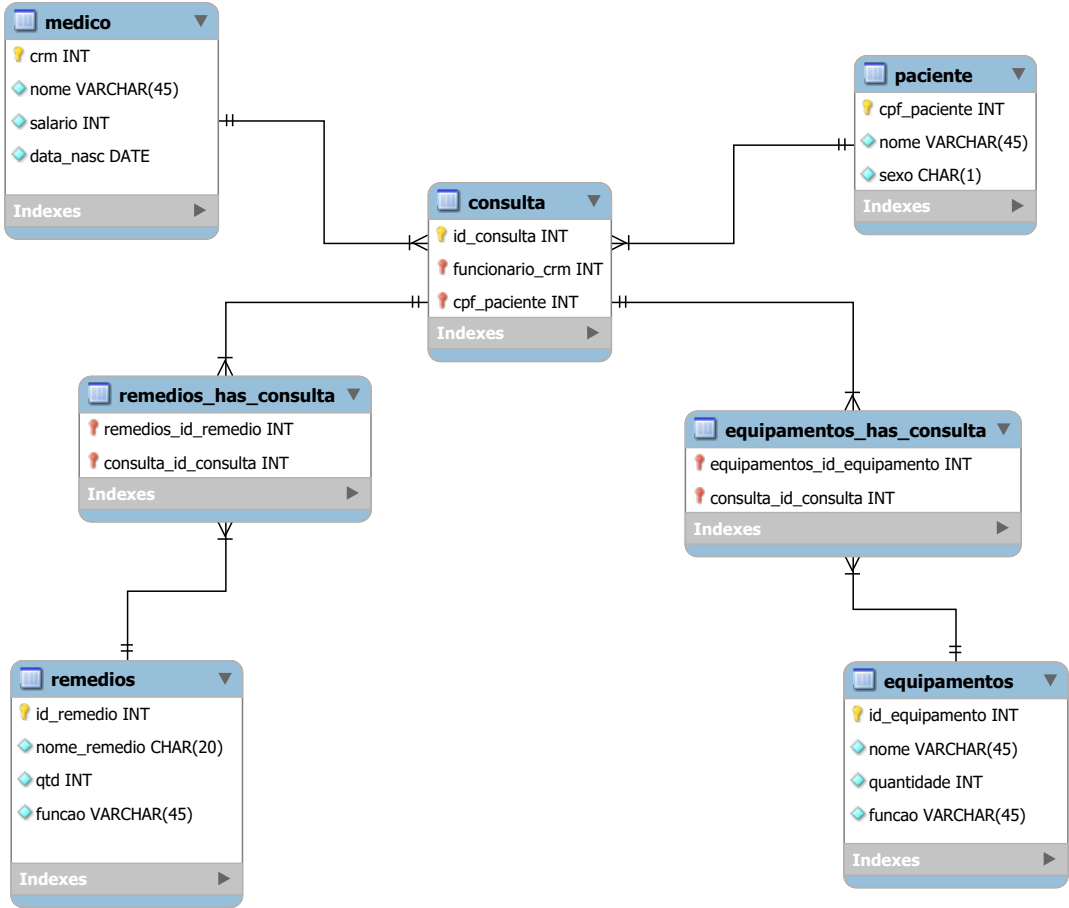 medico
crm INT
nome VARCHAR(45)
salario INT
data_nasc DATE
Indexes
paciente
cpf_paciente INT
nome VARCHAR(45)
sexo CHAR(1)
Indexes
consulta
id_consulta INT
funcionario_crm INT
cpf_paciente INT
Indexes
remedios_has_consulta
remedios_id_remedio INT
consulta_id_consulta INT
Indexes
equipamentos_has_consulta
equipamentos_id_equipamento INT
consulta_id_consulta INT
Indexes
remedios
id_remedio INT
nome_remedio CHAR(20)
qtd INT
funcao VARCHAR(45)
Indexes
equipamentos
id_equipamento INT
nome VARCHAR(45)
quantidade INT
funcao VARCHAR(45)
Indexes